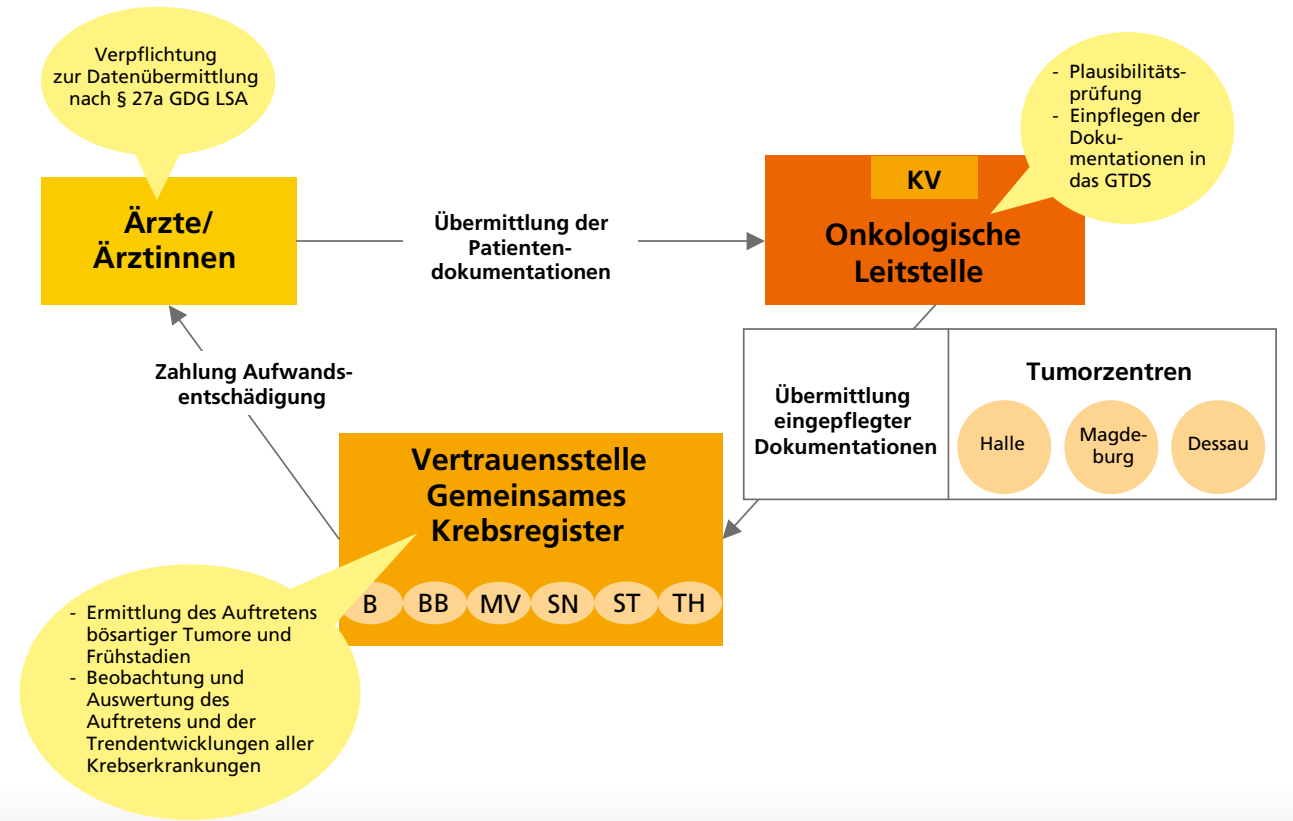 Verpflichtung
zur Datenübermittlung
nach § 27a GDG LSA
Ärzte/
Ärztinnen
Übermittlung der
Patienten-
dokumentationen
KV
Onkologische
Leitstelle
- Plausibilitäts-
prüfung
- Einpflegen der
Doku-
mentationen in
das GTDS
Zahlung Aufwands-
entschädigung
Übermittlung
eingepflegter
Dokumentationen
Tumorzentren
Halle
Magde-
burg
Dessau
Vertrauensstelle
Gemeinsames
Krebsregister
B BB MV SN ST TH
- Ermittlung des Auftretens
bösartiger Tumore und
Frühstadien
- Beobachtung und
Auswertung des
Auftretens und der
Trendentwicklungen aller
Krebserkrankungen